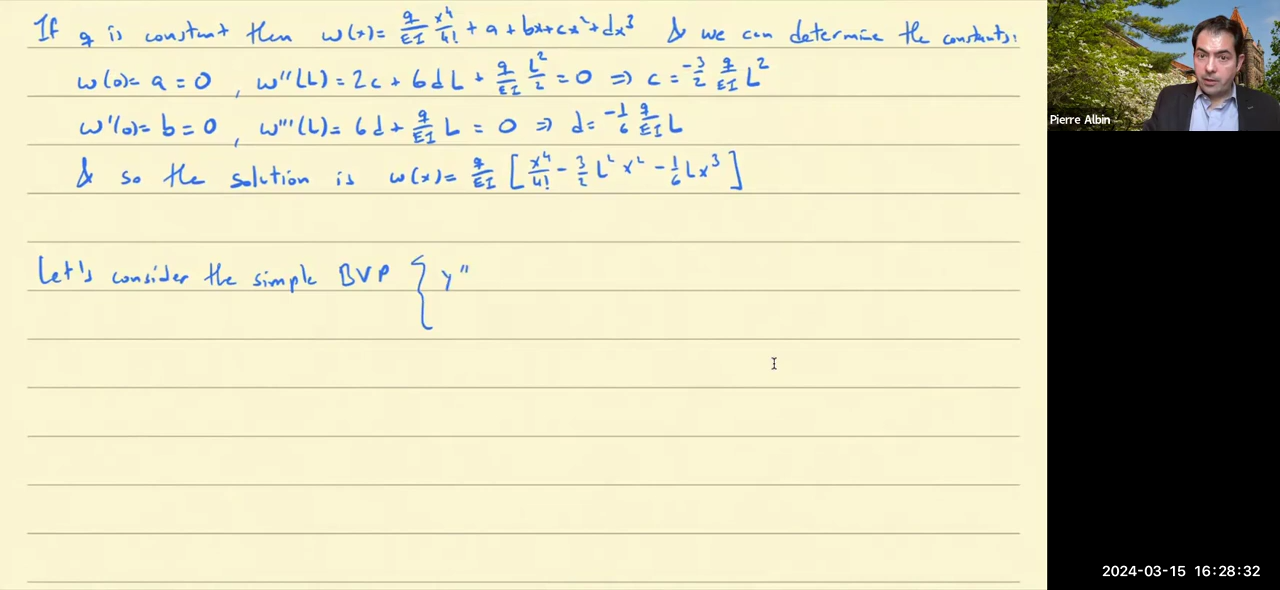 If q is constant then w(x) = q/EI x⁴/4! + a + bx + cx² + dx³ & we can determine the constants:
w(0) = a = 0 , w''(L) = 2c + 6dL + q/EI L²/2 = 0 ⇒ c = -3/2 q/EI L²
w'(0) = b = 0 , w'''(L) = 6d + q/EI L = 0 ⇒ d = -1/6 q/EI L
& so the solution is w(x) = q/EI [ x⁴/4! - 3/2 L² x² - 1/6 L x³ ]
Let's consider the simple BVP { y''
Pierre Albin
2024-03-15 16:28:32